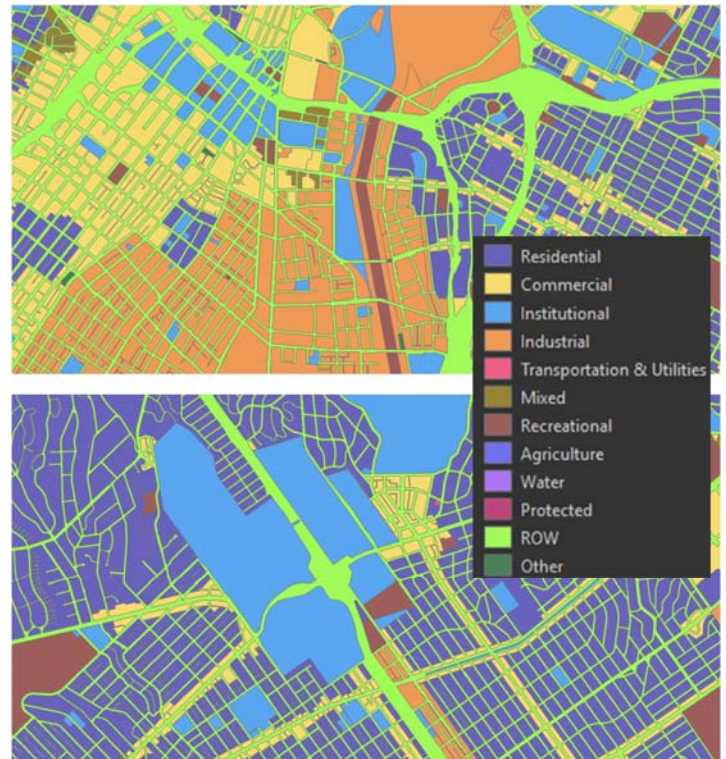 Residential
Commercial
Institutional
Industrial
Transportation & Utilities
Mixed
Recreational
Agriculture
Water
Protected
ROW
Other